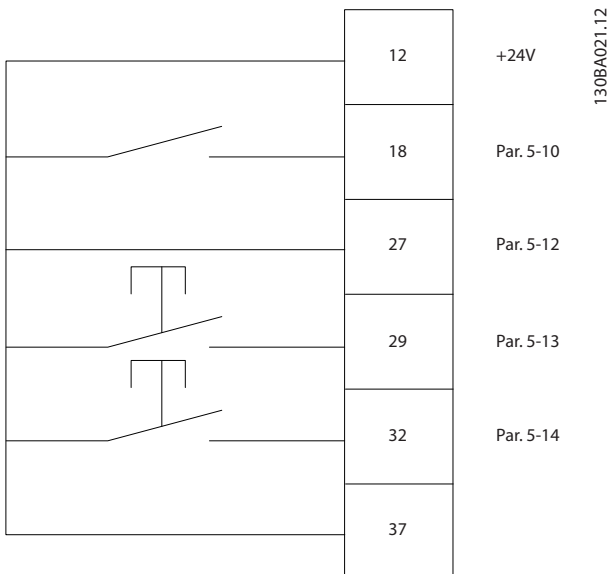 12 +24V
18 Par. 5-10
27 Par. 5-12
29 Par. 5-13
32 Par. 5-14
37
130BA021.12